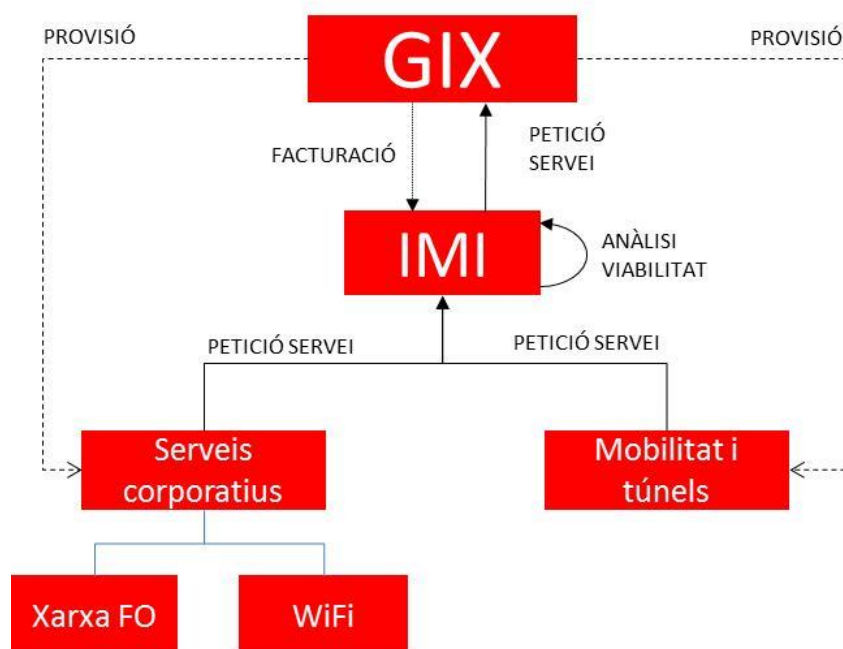 PROVISIÓ
GIX
PROVISIÓ
FACTURACIÓ
PETICIÓ
SERVEI
IMI
ANÀLISI
VIABILITAT
PETICIÓ SERVEI
PETICIÓ SERVEI
Serveis
corporatius
Mobilitat i
túnels
Xarxa FO
WiFi